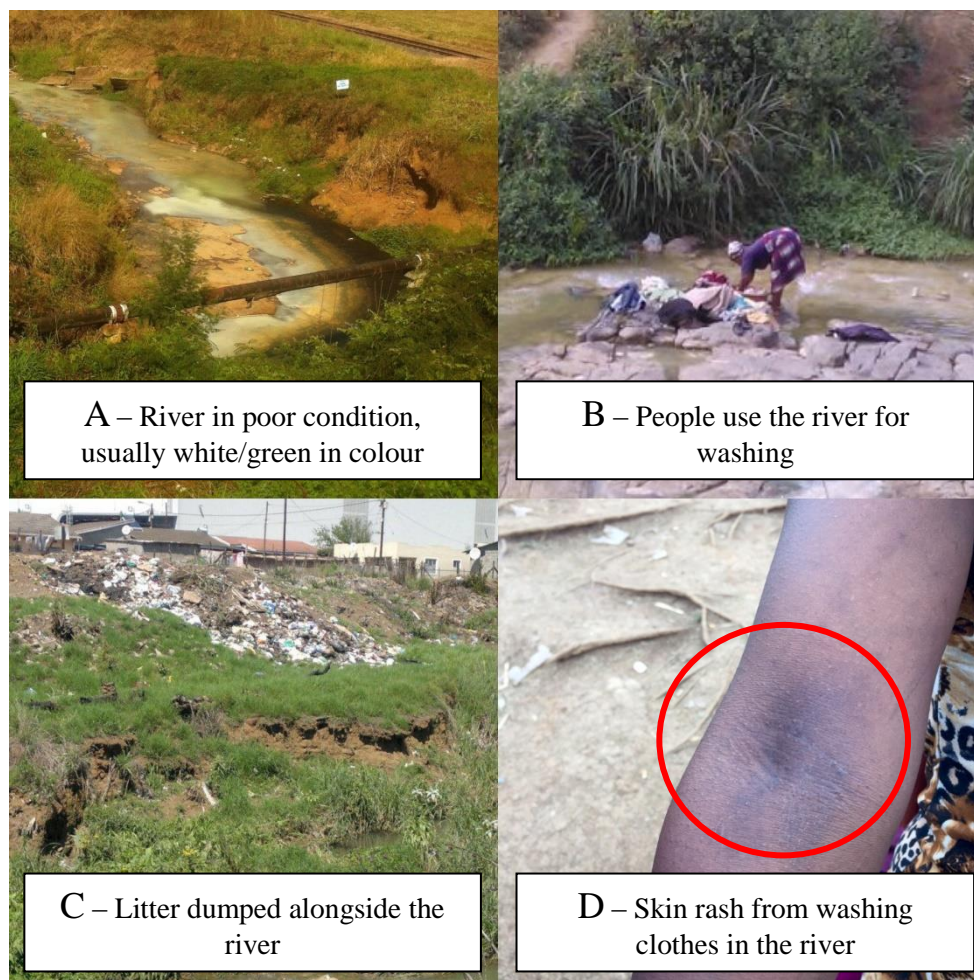 A – River in poor condition,
usually white/green in colour
B – People use the river for
washing
C – Litter dumped alongside the
river
D – Skin rash from washing
clothes in the river